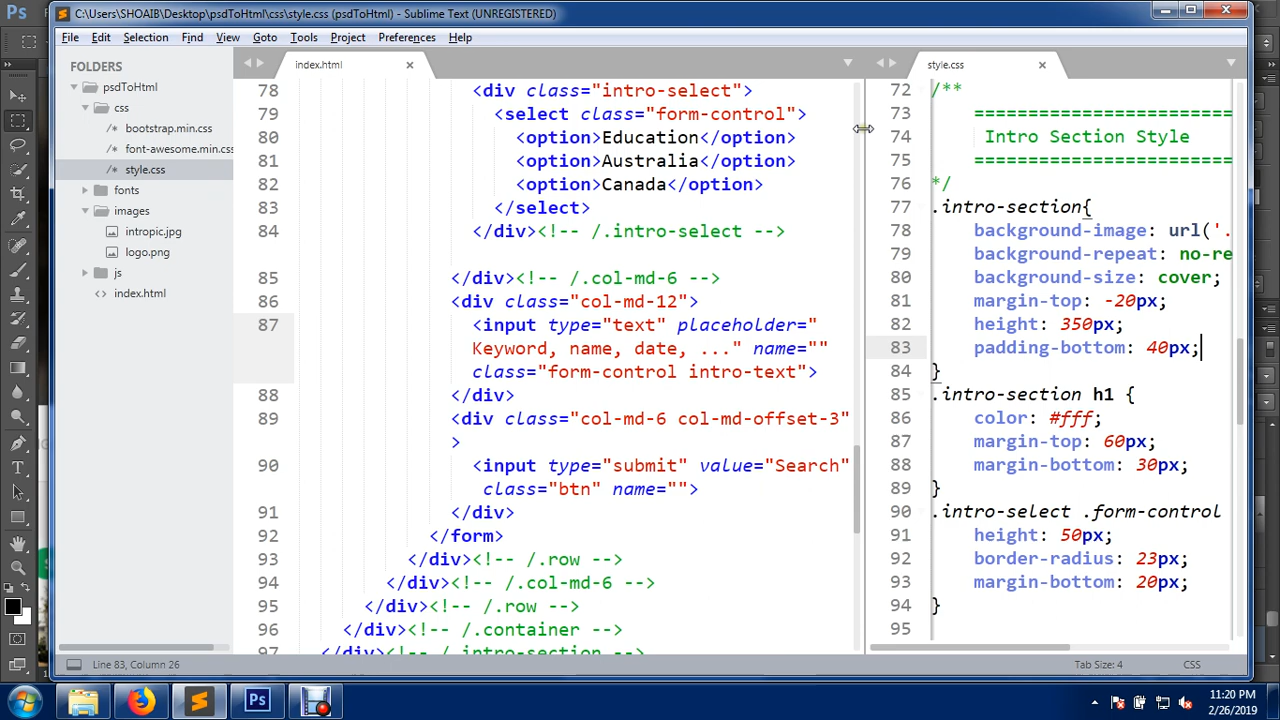 Ps
C:\Users\SHOAIB\Desktop\psdToHtml\css\style.css (psdToHtml) - Sublime Text (UNREGISTERED)
File Edit Selection Find View Goto Tools Project Preferences Help
FOLDERS
psdToHtml
css
/* bootstrap.min.css
/* font-awesome.min.css
/* style.css
fonts
images
intropic.jpg
logo.png
js
<> index.html
index.html
78 <div class="intro-select">
79 <select class="form-control">
80 <option>Education</option>
81 <option>Australia</option>
82 <option>Canada</option>
83 </select>
84 </div><!-- /.intro-select -->
85 </div><!-- /.col-md-6 -->
86 <div class="col-md-12">
87 <input type="text" placeholder="
Keyword, name, date, ..." name=""
class="form-control intro-text">
88 </div>
89 <div class="col-md-6 col-md-offset-3"
>
90 <input type="submit" value="Search"
class="btn" name="">
91 </div>
92 </form>
93 </div><!-- /.row -->
94 </div><!-- /.col-md-6 -->
95 </div><!-- /.row -->
96 </div><!-- /.container -->
97 </div><!-- /.intro-section -->
style.css
72 /**
73 ========================
74 Intro Section Style
75 ========================
76 */
77 .intro-section{
78 background-image: url('.
79 background-repeat: no-re
80 background-size: cover;
81 margin-top: -20px;
82 height: 350px;
83 padding-bottom: 40px;
84 }
85 .intro-section h1 {
86 color: #fff;
87 margin-top: 60px;
88 margin-bottom: 30px;
89 }
90 .intro-select .form-control
91 height: 50px;
92 border-radius: 23px;
93 margin-bottom: 20px;
94 }
95
Line 83, Column 26
Tab Size: 4
CSS
Ps
11:20 PM
2/26/2019